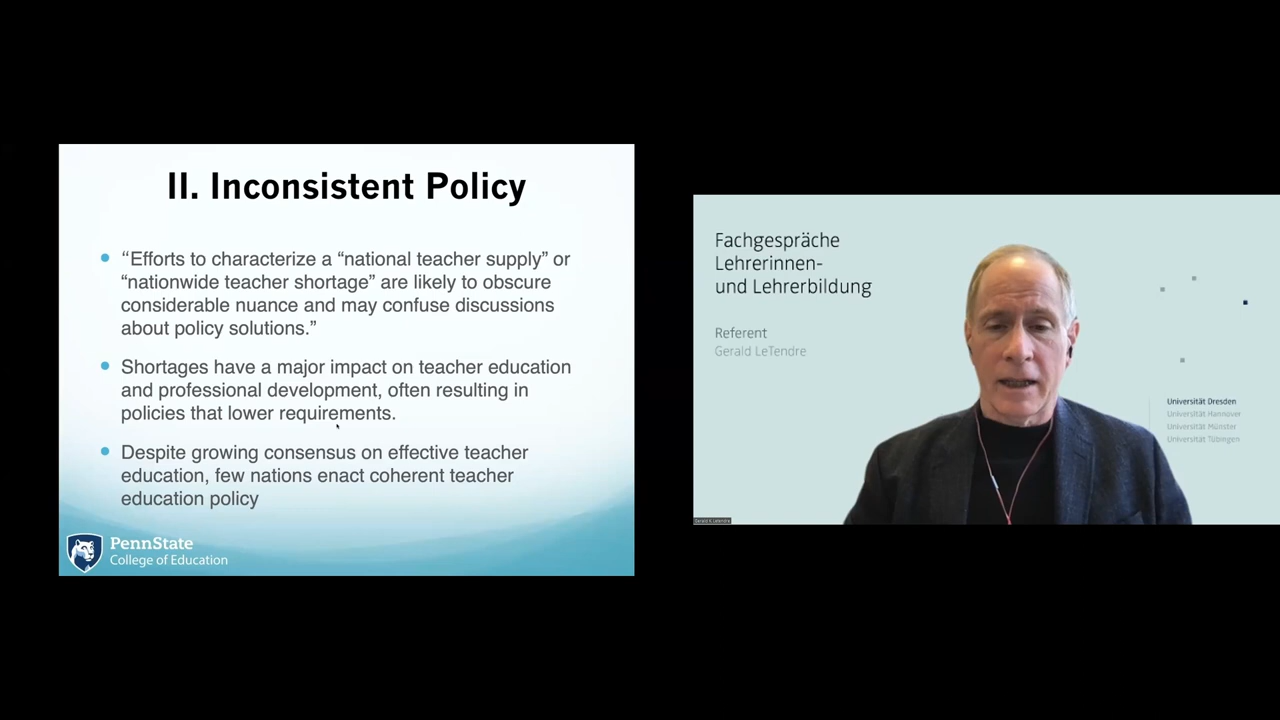 II. Inconsistent Policy
“Efforts to characterize a “national teacher supply” or
“nationwide teacher shortage” are likely to obscure
considerable nuance and may confuse discussions
about policy solutions.”
Shortages have a major impact on teacher education
and professional development, often resulting in
policies that lower requirements.
Despite growing consensus on effective teacher
education, few nations enact coherent teacher
education policy
PennState
College of Education
Fachgespräche
Lehrerinnen-
und Lehrerbildung
Referent
Gerald LeTendre
Universität Dresden
Universität Hannover
Universität Münster
Universität Tübingen
Gerald K Letendre